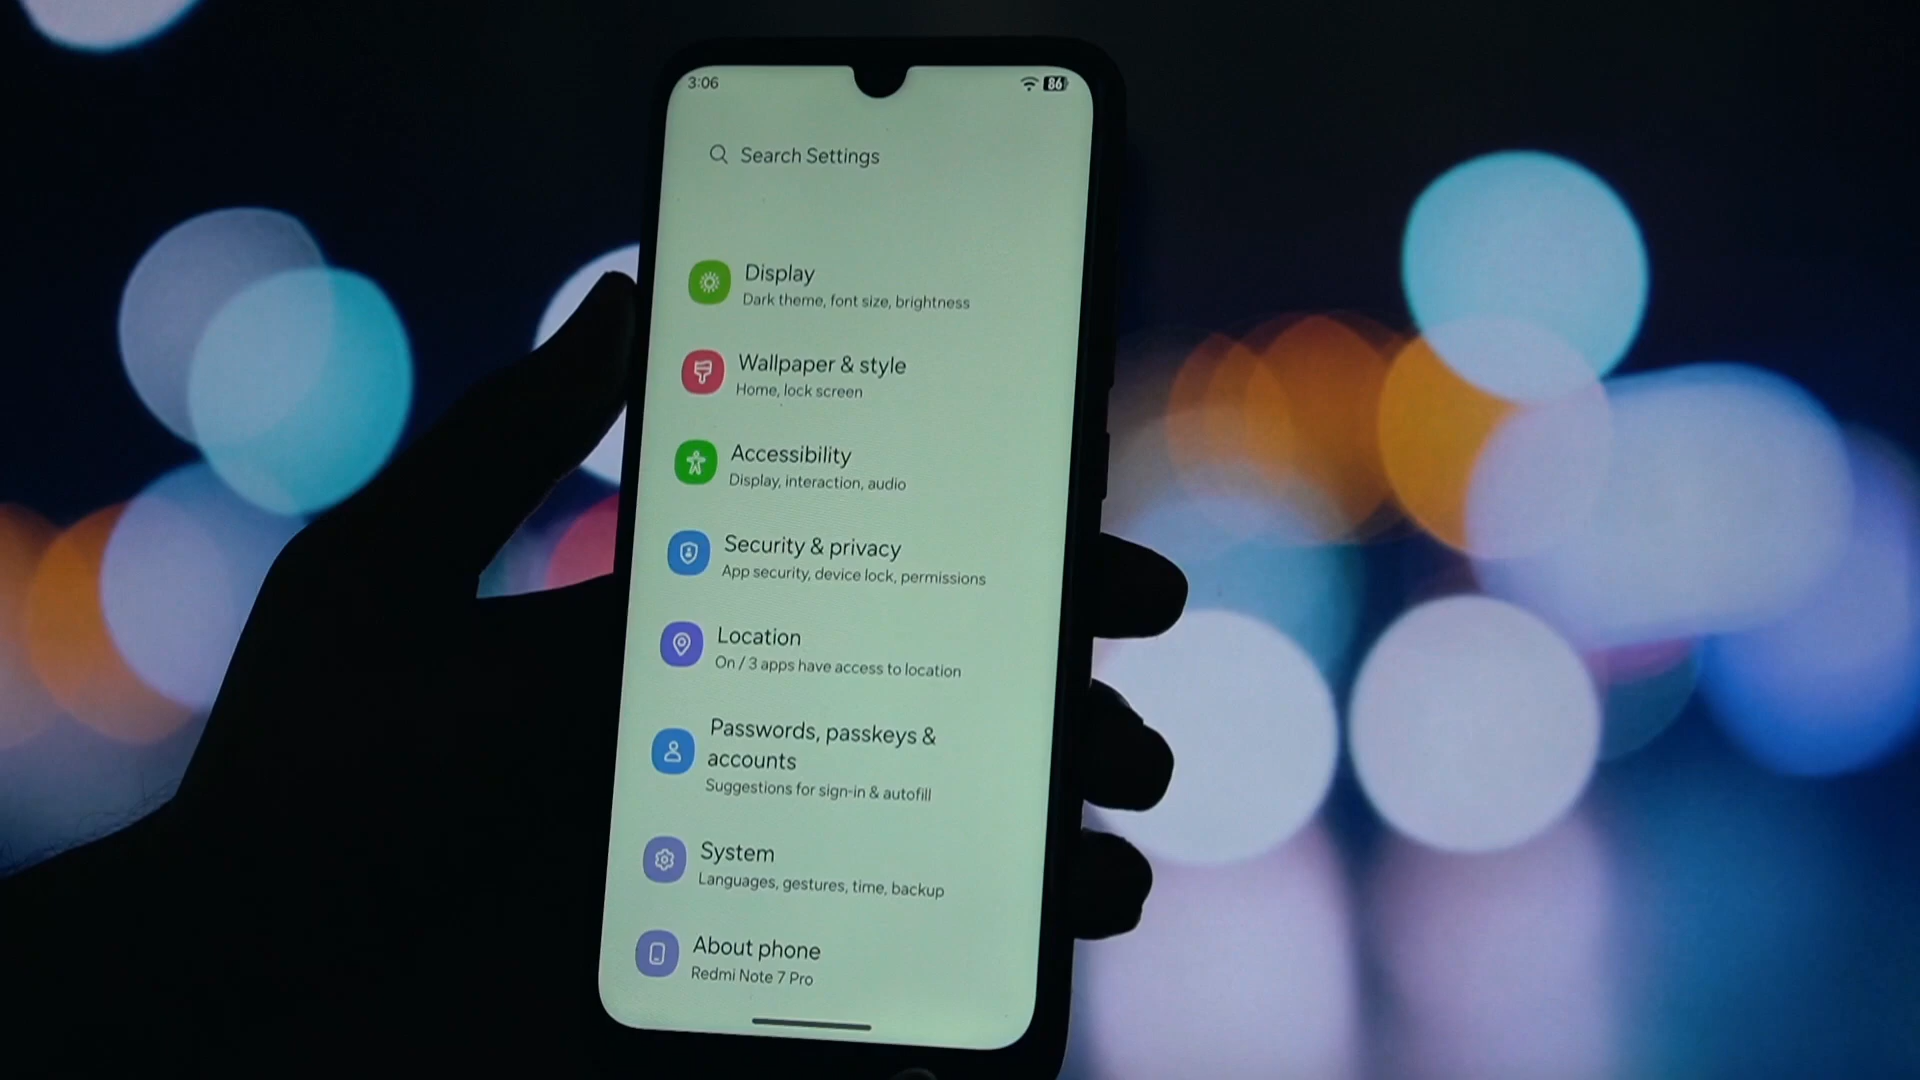 3:06
86
Search Settings
Display
Dark theme, font size, brightness
Wallpaper & style
Home, lock screen
Accessibility
Display, interaction, audio
Security & privacy
App security, device lock, permissions
Location
On / 3 apps have access to location
Passwords, passkeys &
accounts
Suggestions for sign-in & autofill
System
Languages, gestures, time, backup
About phone
Redmi Note 7 Pro